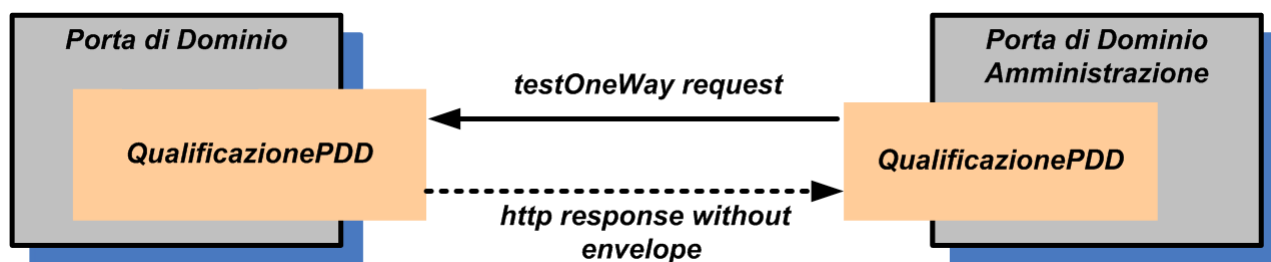 Porta di Dominio
QualificazionePDD
testOneWay request
http response without
envelope
Porta di Dominio
Amministrazione
QualificazionePDD